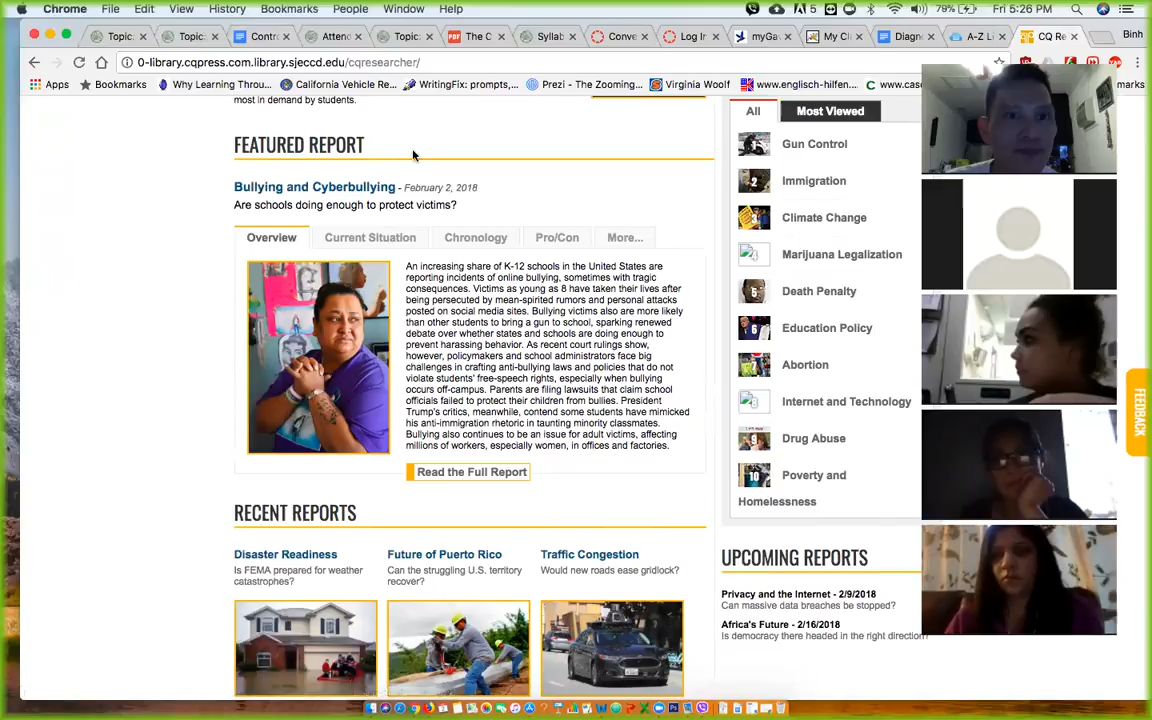 Chrome File Edit View History Bookmarks People Window Help 5 79% Fri 5:26 PM
Topic: Topic: Contr Atten Topic: The C Syllab Conve Log In myGa My Cl Diagn A-Z Li CQ Re Binh
0-library.cqpress.com.library.sjeccd.edu/cqresearcher/
Apps Bookmarks Why Learning Throu... California Vehicle Re... WritingFix: prompts,... Prezi - The Zooming... Virginia Woolf www.englisch-hilfen... www.case marks
most in demand by students.
FEATURED REPORT
Bullying and Cyberbullying - February 2, 2018
Are schools doing enough to protect victims?
Overview Current Situation Chronology Pro/Con More...
An increasing share of K-12 schools in the United States are
reporting incidents of online bullying, sometimes with tragic
consequences. Victims as young as 8 have taken their lives after
being persecuted by mean-spirited rumors and personal attacks
posted on social media sites. Bullying victims also are more likely
than other students to bring a gun to school, sparking renewed
debate over whether states and schools are doing enough to
prevent harassing behavior. As recent court rulings show,
however, policymakers and school administrators face big
challenges in crafting anti-bullying laws and policies that do not
violate students' free-speech rights, especially when bullying
occurs off-campus. Parents are filing lawsuits that claim school
officials failed to protect their children from bullies. President
Trump's critics, meanwhile, contend some students have mimicked
his anti-immigration rhetoric in taunting minority classmates.
Bullying also continues to be an issue for adult victims, affecting
millions of workers, especially women, in offices and factories.
Read the Full Report
RECENT REPORTS
Disaster Readiness
Is FEMA prepared for weather
catastrophes?
Future of Puerto Rico
Can the struggling U.S. territory
recover?
Traffic Congestion
Would new roads ease gridlock?
All Most Viewed
Gun Control
2 Immigration
3 Climate Change
4 Marijuana Legalization
5 Death Penalty
6 Education Policy
7 Abortion
8 Internet and Technology
9 Drug Abuse
10 Poverty and
Homelessness
UPCOMING REPORTS
Privacy and the Internet - 2/9/2018
Can massive data breaches be stopped?
Africa's Future - 2/16/2018
Is democracy there headed in the right direction?
FEEDBACK